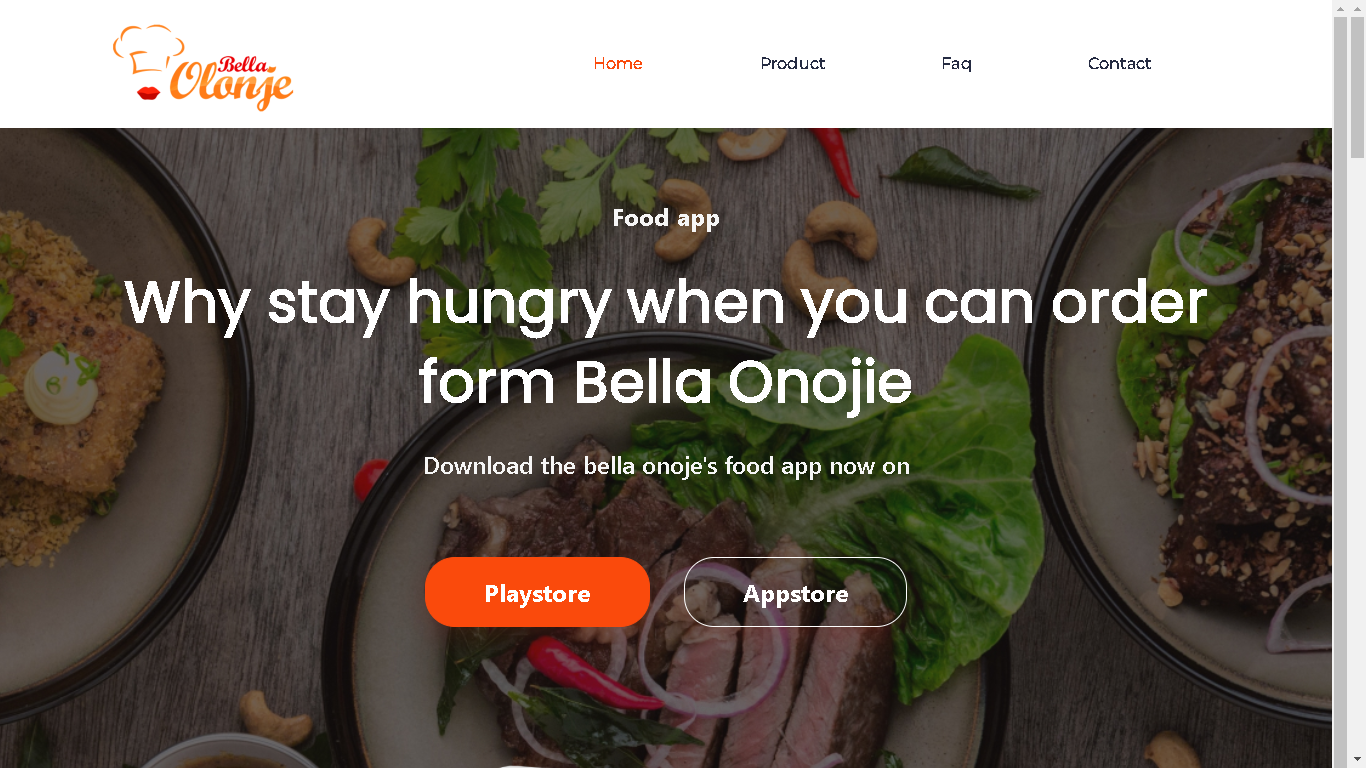 Bella
Olonje
Home
Product
Faq
Contact
Food app
Why stay hungry when you can order
form Bella Onojie
Download the bella onoje's food app now on
Playstore
Appstore